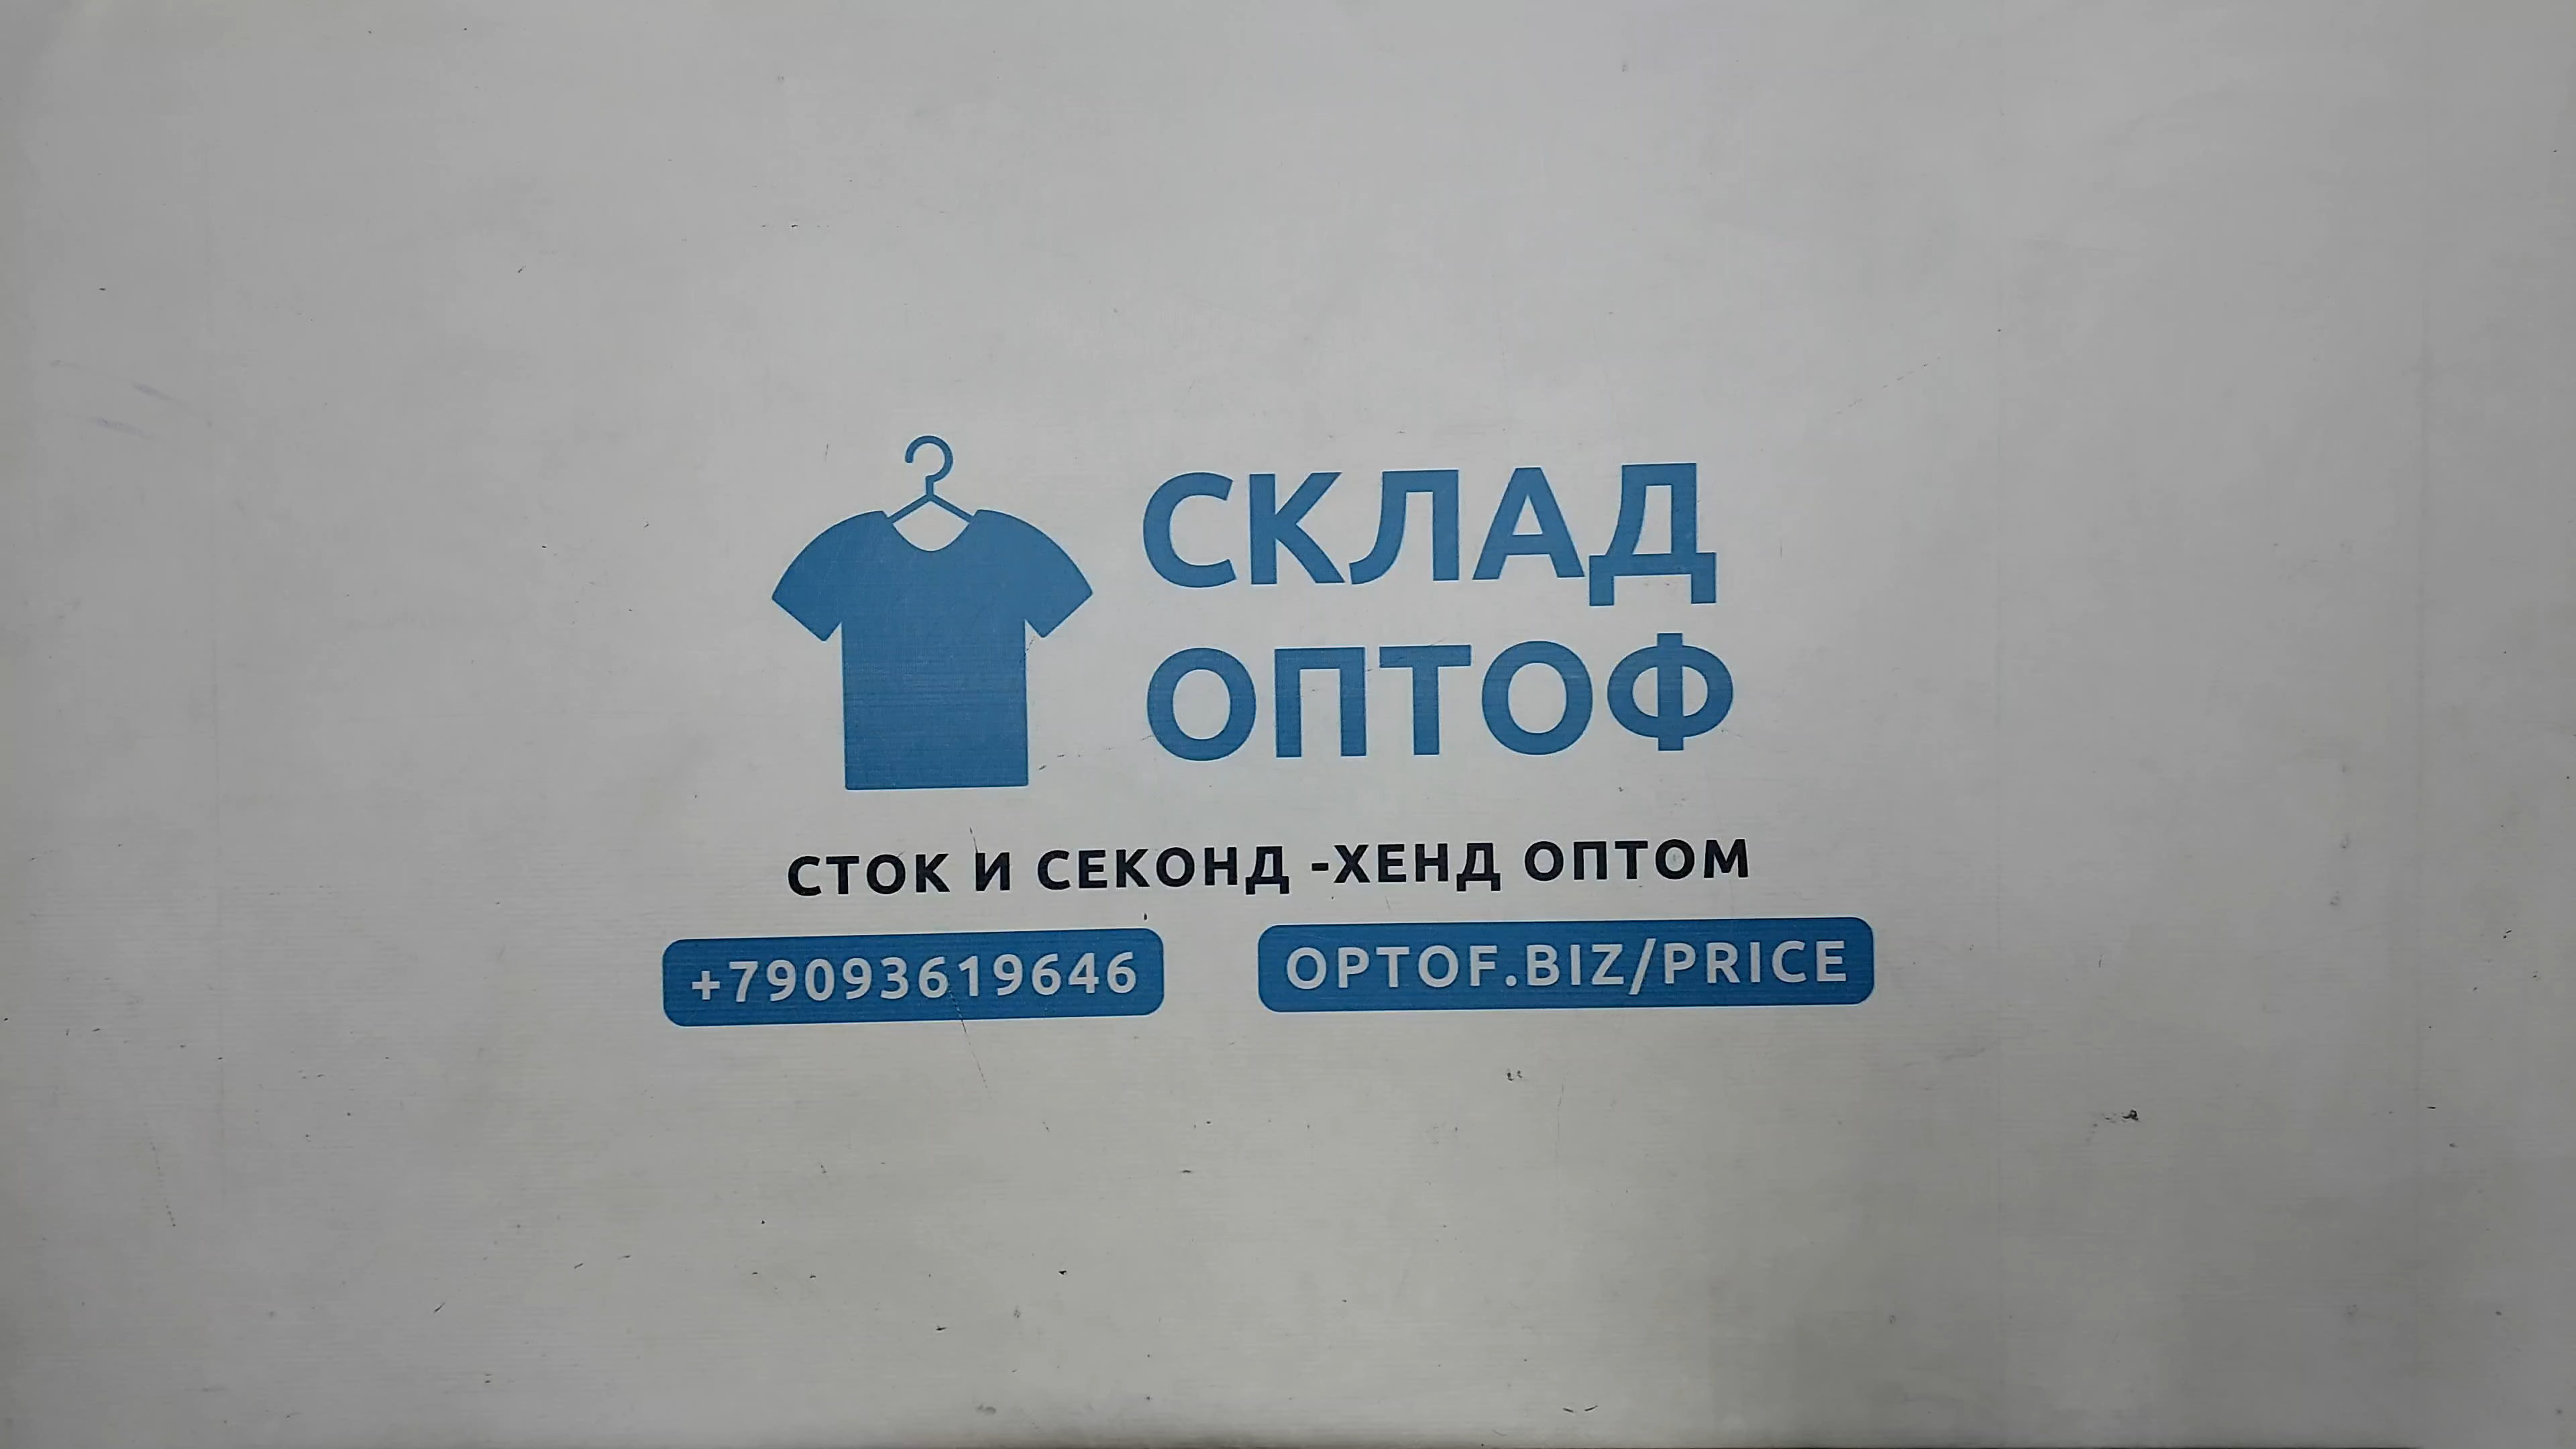 СКЛАД
ОПТОФ
СТОК И СЕКОНД -ХЕНД ОПТОМ
+79093619646
OPTOF.BIZ/PRICE